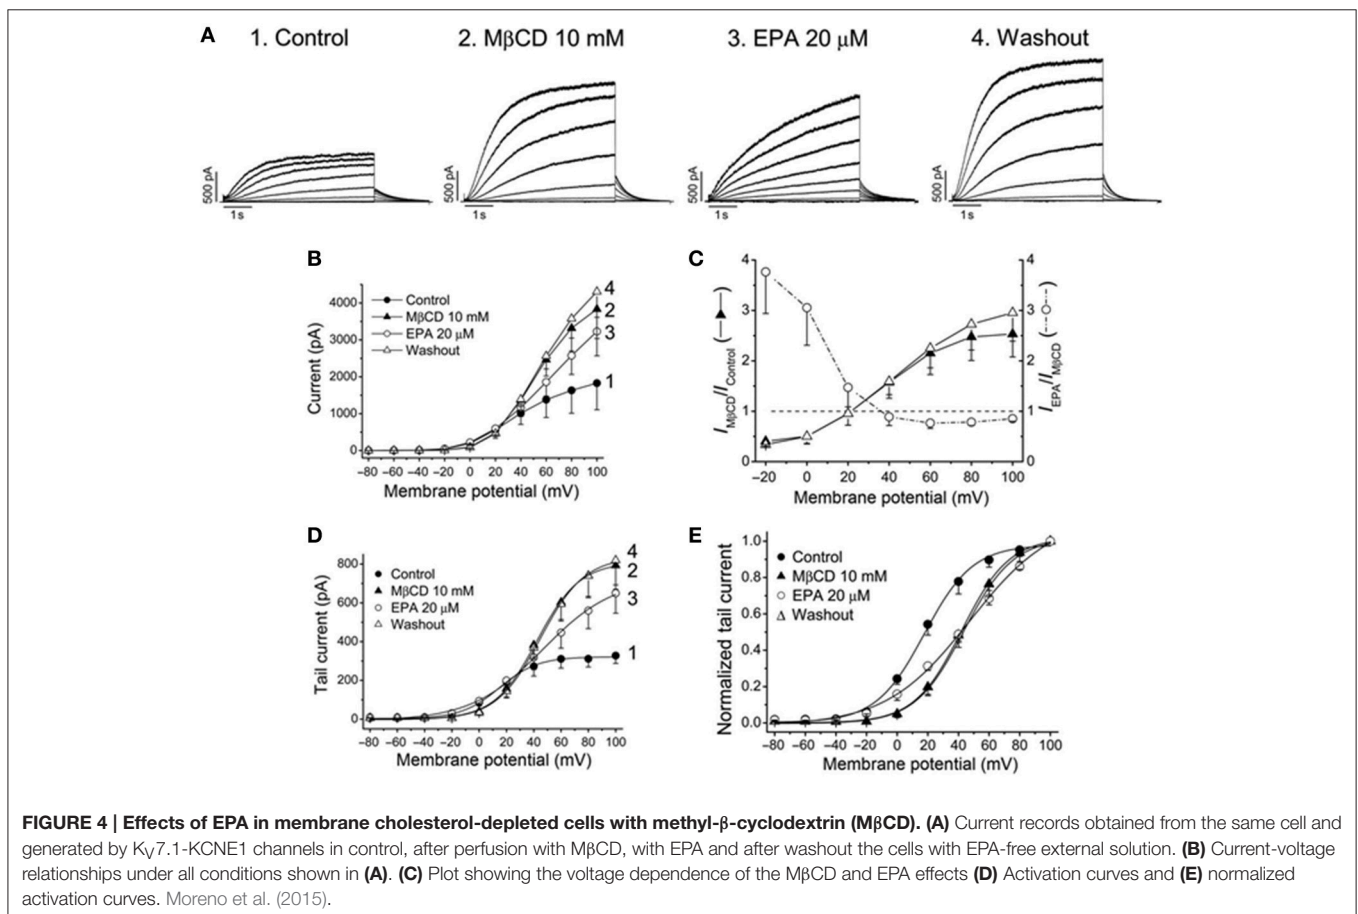 A
1. Control
2. MβCD 10 mM
3. EPA 20 μM
4. Washout
500 pA
500 pA
500 pA
500 pA
1s
1s
1s
1s
B
Control
MβCD 10 mM
EPA 20 μM
Washout
4
2
3
1
4000
3000
2000
1000
0
Current (pA)
−80 −60 −40 −20 0 20 40 60 80 100
Membrane potential (mV)
C
4
3
2
1
0
4
3
2
1
0
IMβCD/IControl (—▲—)
IEPA/IMβCD (-·○·-)
−20 0 20 40 60 80 100
Membrane potential (mV)
D
Control
MβCD 10 mM
EPA 20 μM
Washout
4
2
3
1
800
600
400
200
0
Tail current (pA)
−80 −60 −40 −20 0 20 40 60 80 100
Membrane potential (mV)
E
Control
MβCD 10 mM
EPA 20 μM
Washout
1.0
0.8
0.6
0.4
0.2
0.0
Normalized tail current
−80 −60 −40 −20 0 20 40 60 80 100
Membrane potential (mV)
FIGURE 4 | Effects of EPA in membrane cholesterol-depleted cells with methyl-β-cyclodextrin (MβCD). (A) Current records obtained from the same cell and
generated by KV7.1-KCNE1 channels in control, after perfusion with MβCD, with EPA and after washout the cells with EPA-free external solution. (B) Current-voltage
relationships under all conditions shown in (A). (C) Plot showing the voltage dependence of the MβCD and EPA effects (D) Activation curves and (E) normalized
activation curves. Moreno et al. (2015).